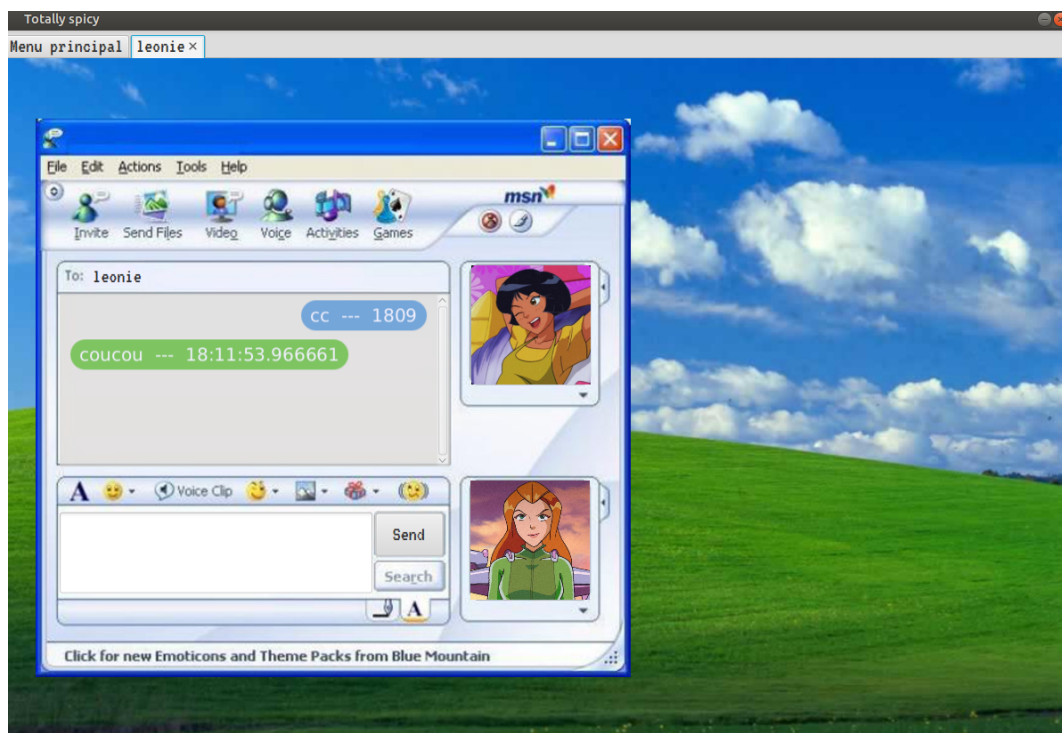 Totally spicy
Menu principal leonie ×
File Edit Actions Tools Help
msn
Invite Send Files Video Voice Activities Games
To: leonie
cc --- 1809
coucou --- 18:11:53.966661
A Voice Clip
Send
Search
A
Click for new Emoticons and Theme Packs from Blue Mountain